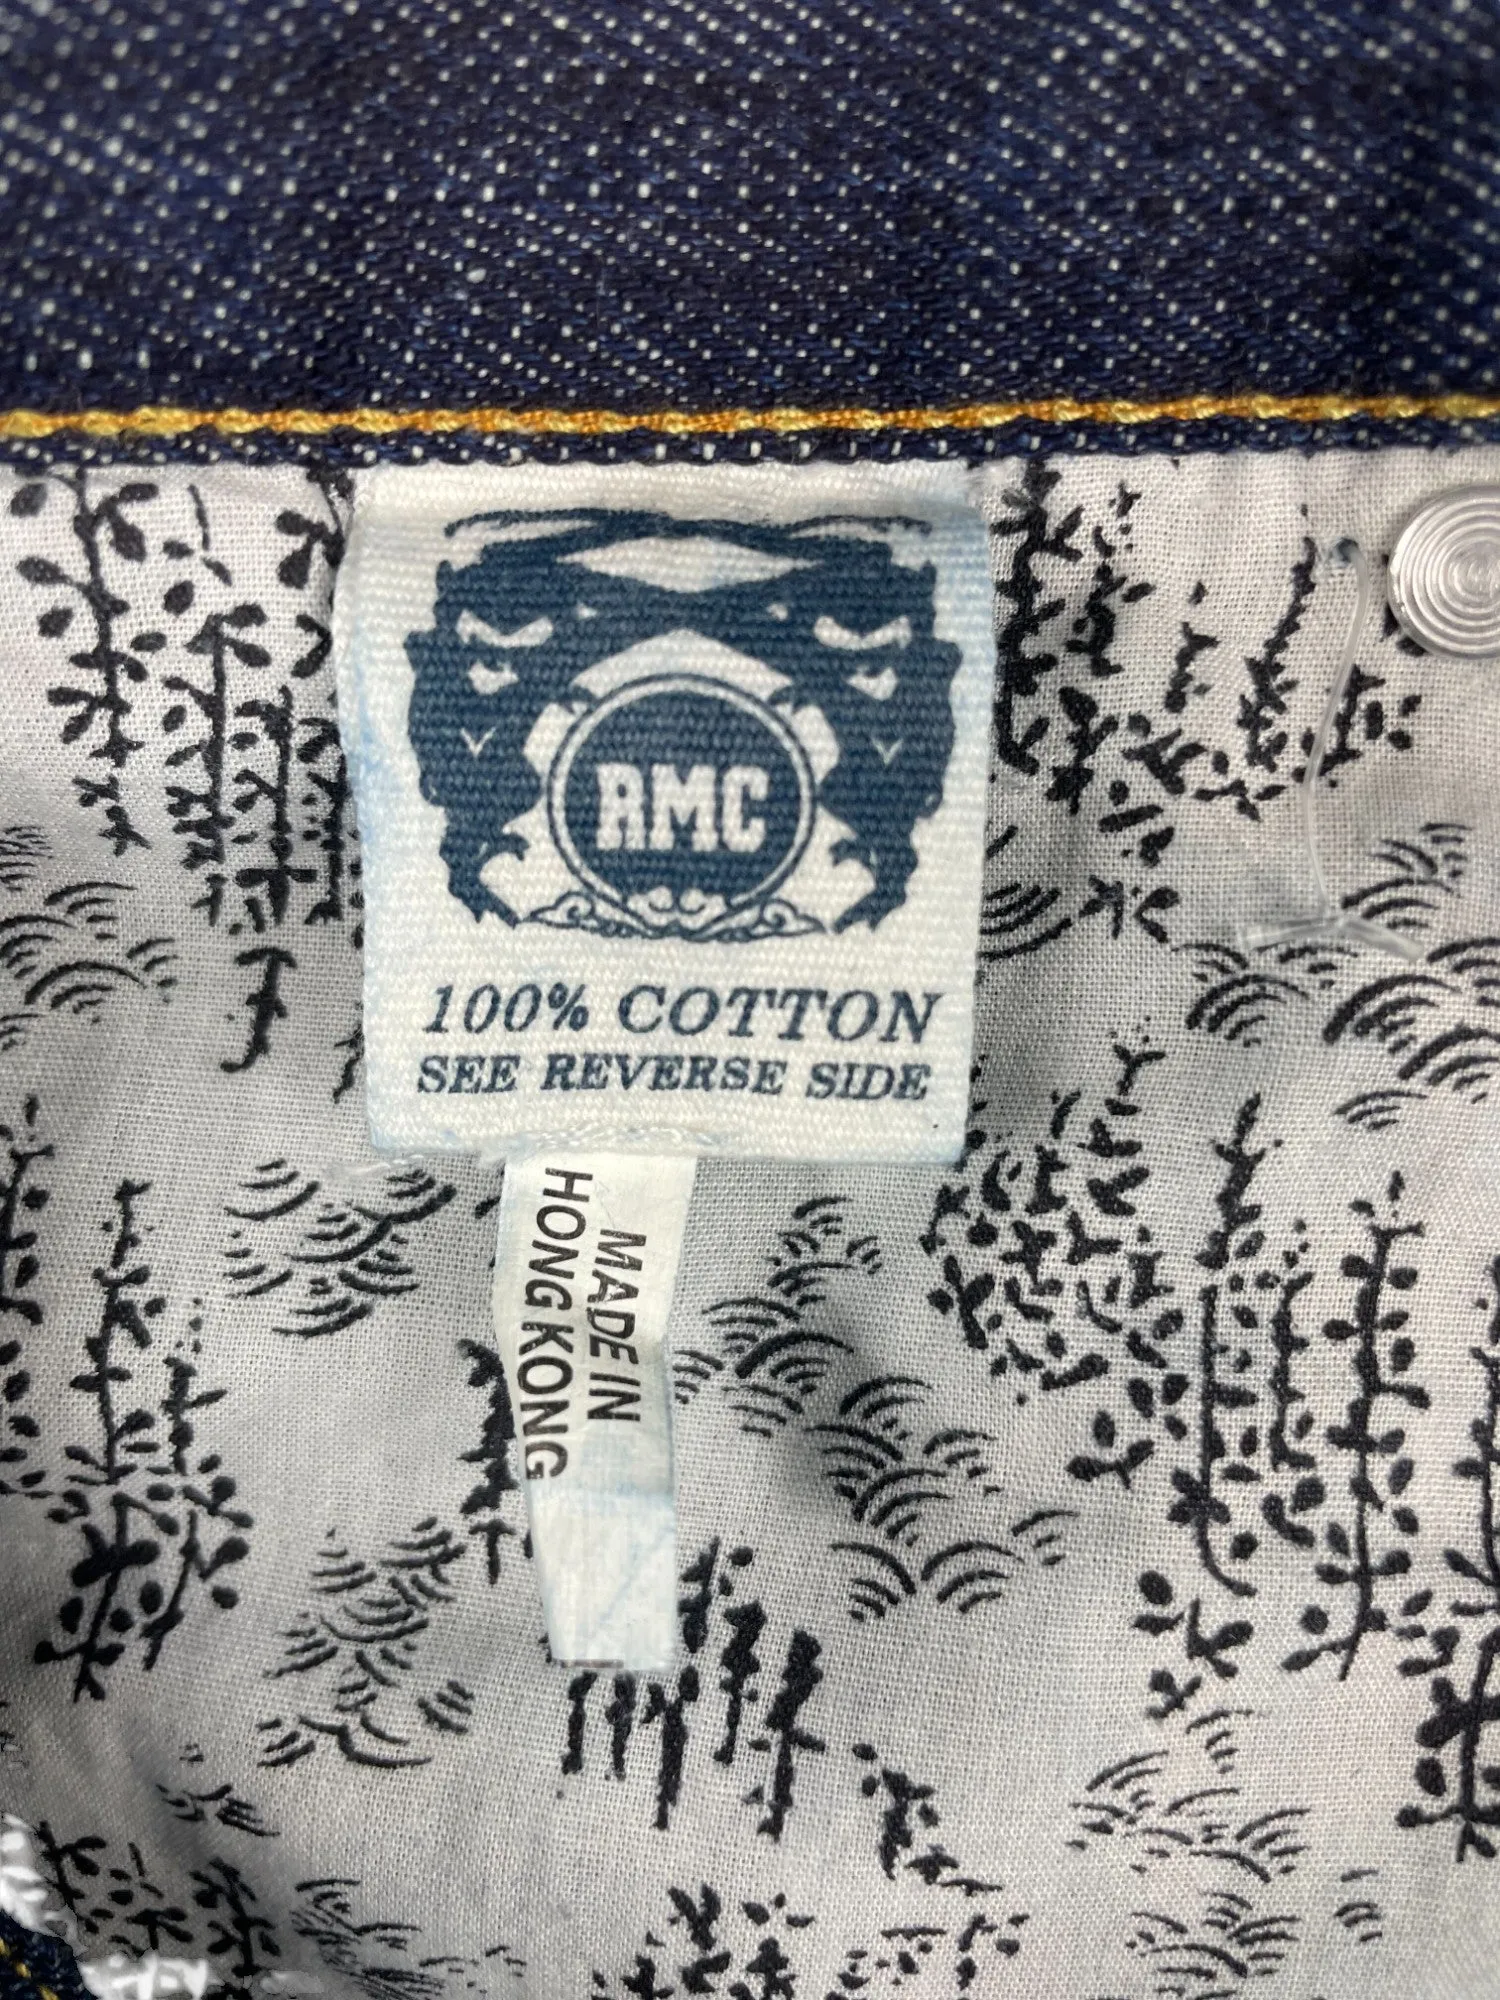 RMC
100% COTTON
SEE REVERSE SIDE
MADE IN
HONG KONG